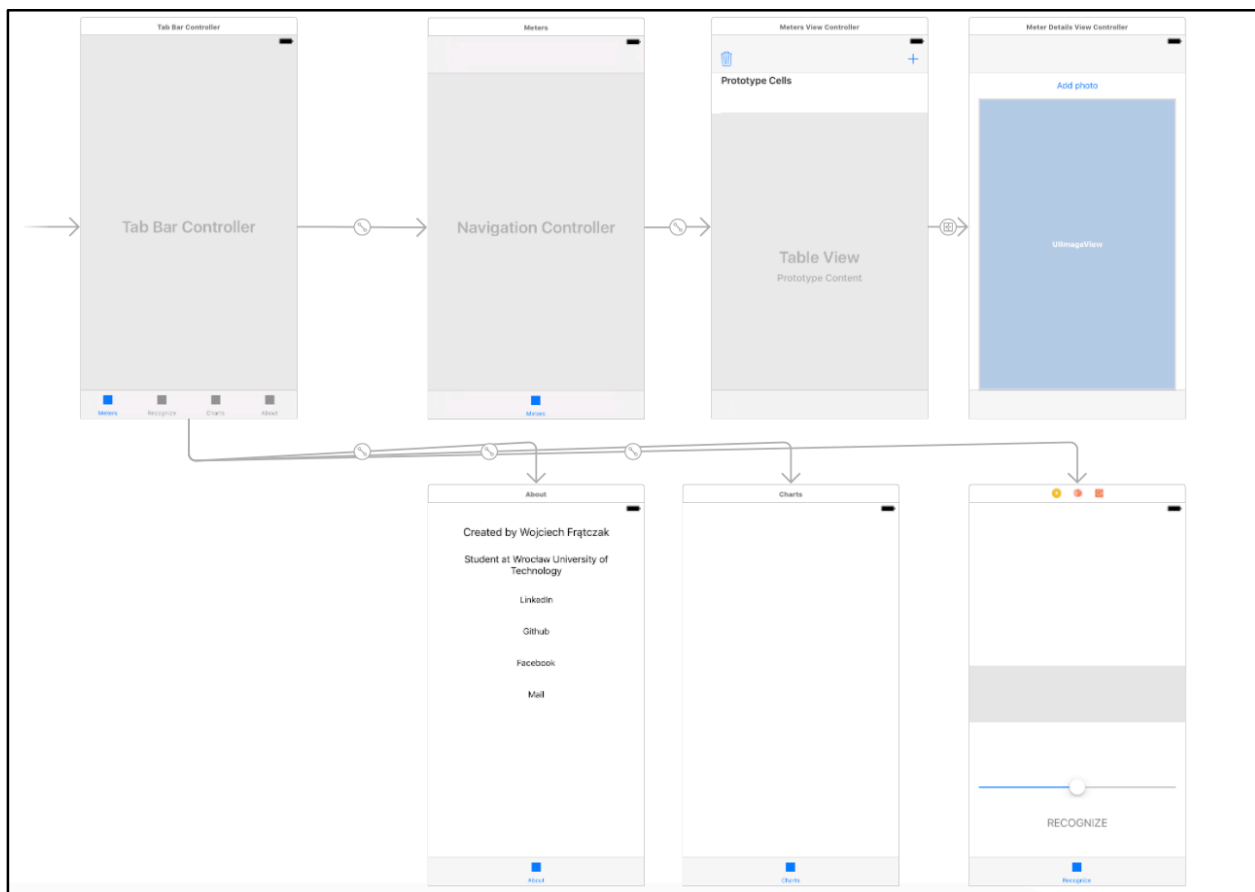 Tab Bar Controller
Meters
Meters View Controller
Meter Details View Controller
Prototype Cells
Add photo
Tab Bar Controller
Navigation Controller
Table View
Prototype Content
UIImageView
Meters
Recognize
Charts
About
Meters
About
Charts
Created by Wojciech Frątczak
Student at Wrocław University of
Technology
LinkedIn
Github
Facebook
Mail
RECOGNIZE
About
Charts
Recognize